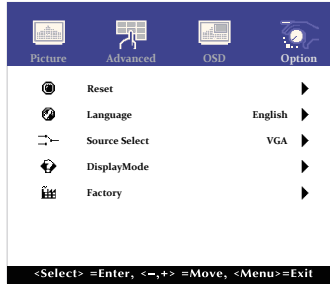 Picture Advanced OSD Option
Reset
Language English
Source Select VGA
DisplayMode
Factory
<Select> =Enter, <–,+> =Move, <Menu>=Exit